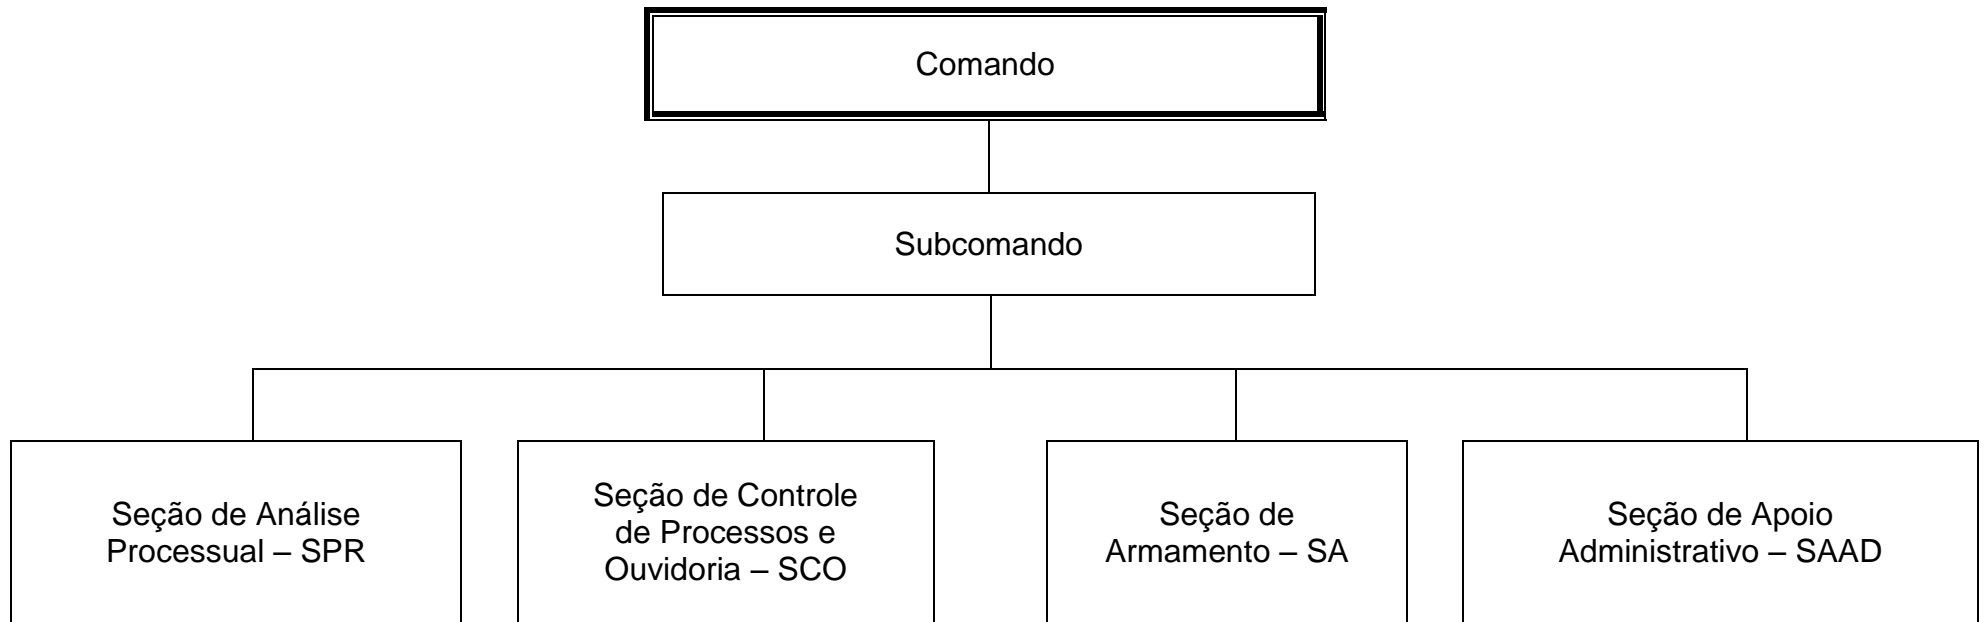 Comando
Subcomando
Seção de Análise
Processual – SPR
Seção de Controle
de Processos e
Ouvidoria – SCO
Seção de
Armamento – SA
Seção de Apoio
Administrativo – SAAD